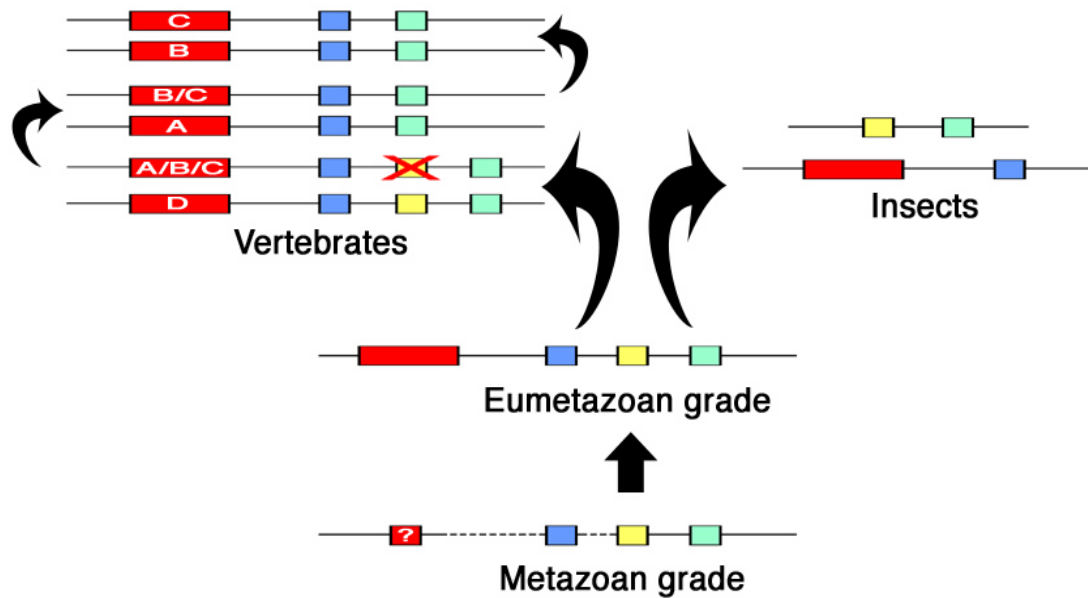 C
B
B/C
A
A/B/C
D
Vertebrates
Insects
Eumetazoan grade
?
Metazoan grade